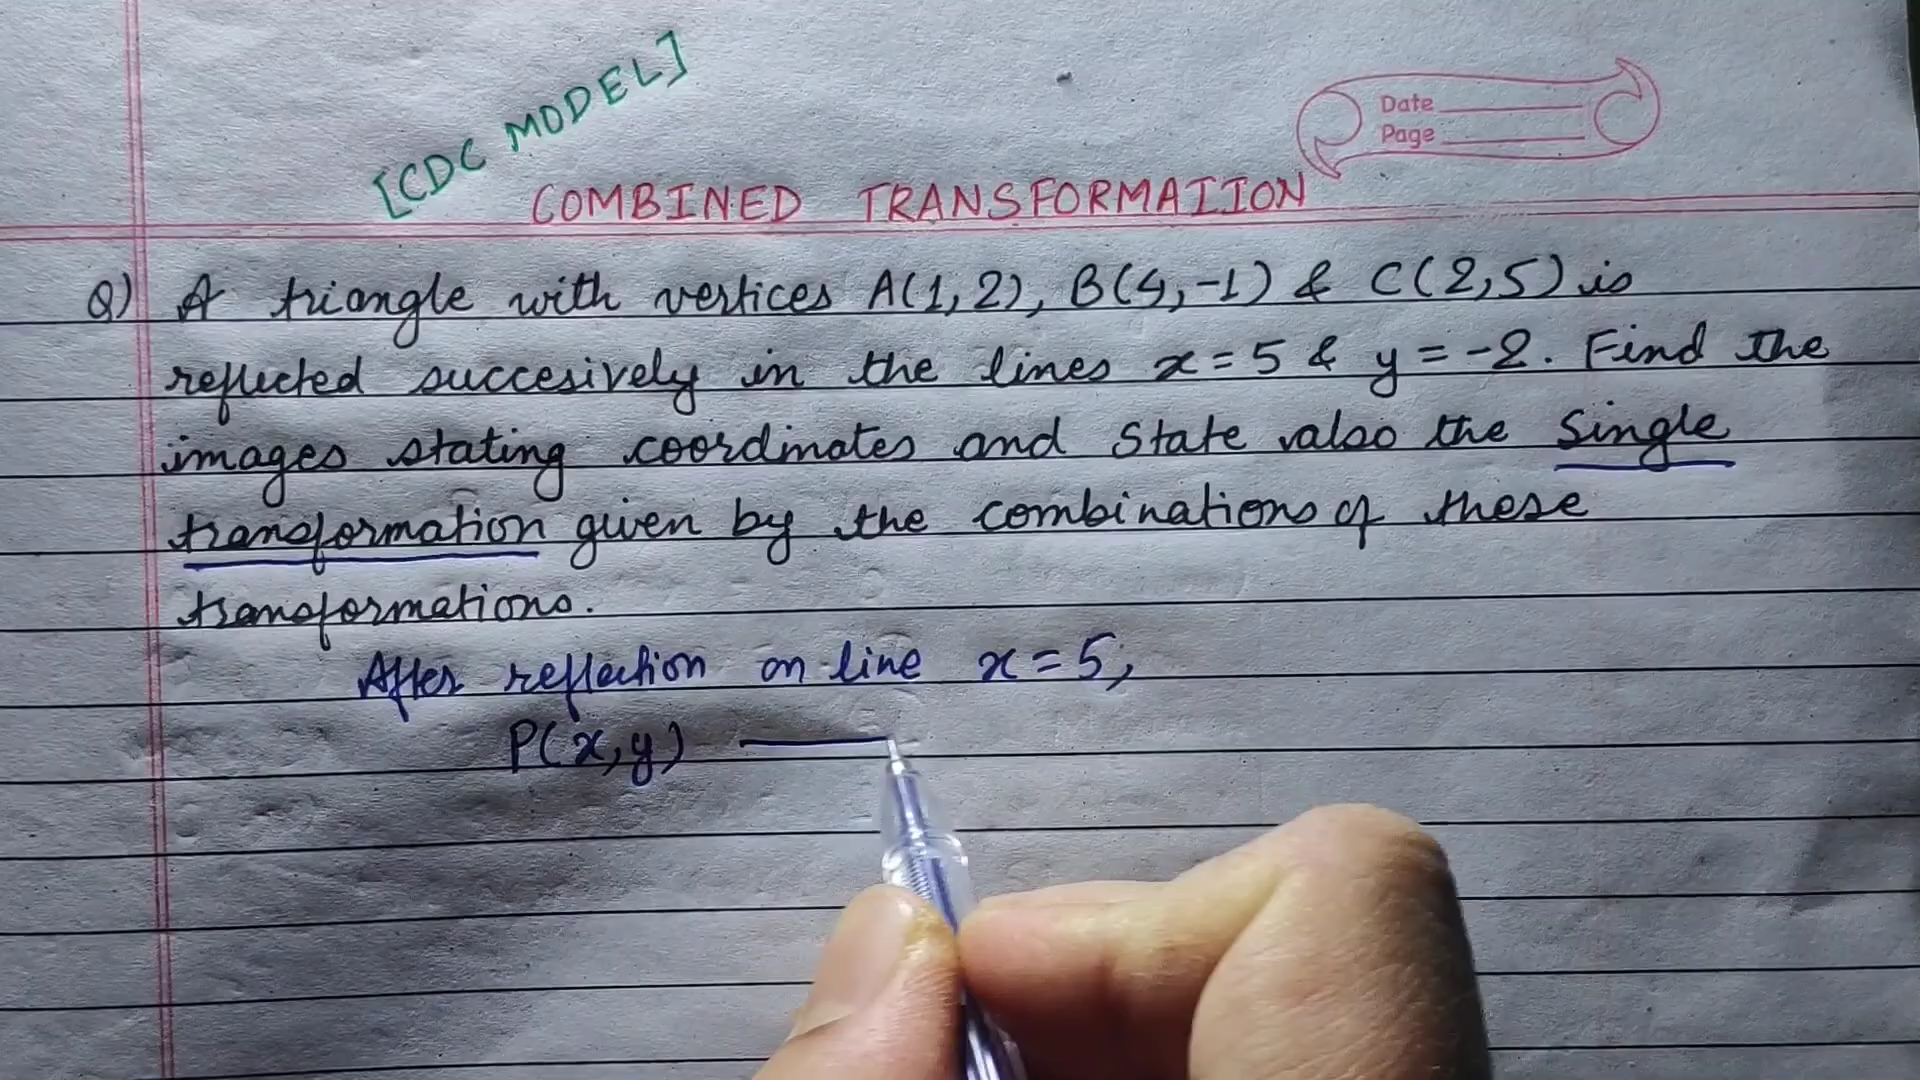 [CDC MODEL]
Date
Page
COMBINED TRANSFORMATION
Q) A triangle with vertices A(1,2), B(4,-1) & C(2,5) is
reflected succesively in the lines x=5 & y=-2. Find the
images stating coordinates and state also the single
transformation given by the combinations of these
transformations.
After reflection on line x=5,
P(x,y)